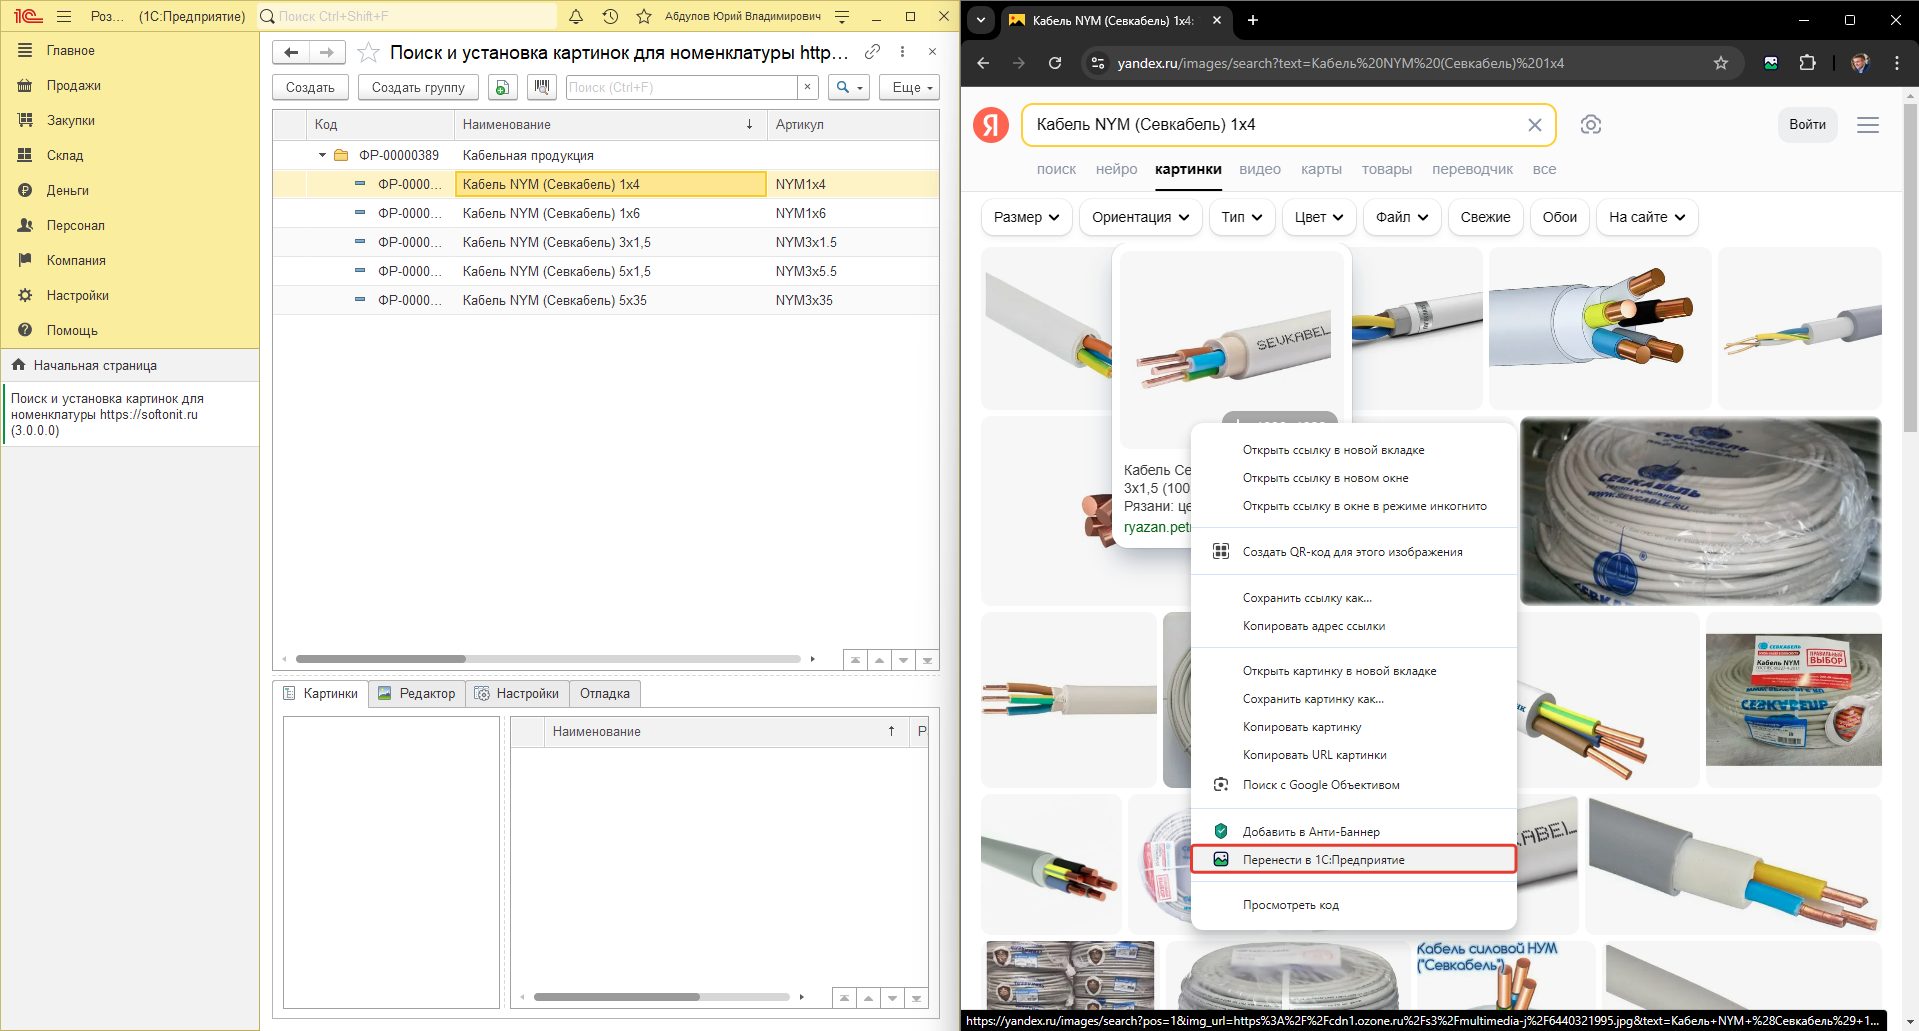 Роз...
(1С:Предприятие)
Поиск Ctrl+Shift+F
Абдулов Юрий Владимирович
Главное
Продажи
Закупки
Склад
Деньги
Персонал
Компания
Настройки
Помощь
Начальная страница
Поиск и установка картинок для
номенклатуры https://softonit.ru
(3.0.0.0)
Поиск и установка картинок для номенклатуры http...
Создать
Создать группу
Поиск (Ctrl+F)
Еще
Код
Наименование
Артикул
ФР-00000389
Кабельная продукция
ФР-0000...
Кабель NYM (Севкабель) 1х4
NYM1x4
ФР-0000...
Кабель NYM (Севкабель) 1х6
NYM1x6
ФР-0000...
Кабель NYM (Севкабель) 3х1,5
NYM3x1.5
ФР-0000...
Кабель NYM (Севкабель) 5х1,5
NYM3x5.5
ФР-0000...
Кабель NYM (Севкабель) 5х35
NYM3x35
Картинки
Редактор
Настройки
Отладка
Наименование
Р
Кабель NYM (Севкабель) 1х4:
yandex.ru/images/search?text=Кабель%20NYM%20(Севкабель)%201x4
Я
Кабель NYM (Севкабель) 1х4
Войти
поиск
нейро
картинки
видео
карты
товары
переводчик
все
Размер
Ориентация
Тип
Цвет
Файл
Свежие
Обои
На сайте
SEVKABEL
Кабель Се
3х1,5 (100
Рязани: це
ryazan.petr
Открыть ссылку в новой вкладке
Открыть ссылку в новом окне
Открыть ссылку в окне в режиме инкогнито
Создать QR-код для этого изображения
Сохранить ссылку как...
Копировать адрес ссылки
Открыть картинку в новой вкладке
Сохранить картинку как...
Копировать картинку
Копировать URL картинки
Поиск с Google Объективом
Добавить в Анти-Баннер
Перенести в 1С:Предприятие
Просмотреть код
СЕВКАБЕЛЬ
WWW.SEVCABLE.RU
СЕВКАБЕЛЬ
Кабель NYM
ПРАВИЛЬНЫЙ
ВЫБОР
KABEL
Кабель силовой НУМ
("Севкабель")
https://yandex.ru/images/search?pos=1&img_url=https%3A%2F%2Fcdn1.ozone.ru%2Fs3%2Fmultimedia-j%2F6440321995.jpg&text=Кабель+NYM+%28Севкабель%29+1...